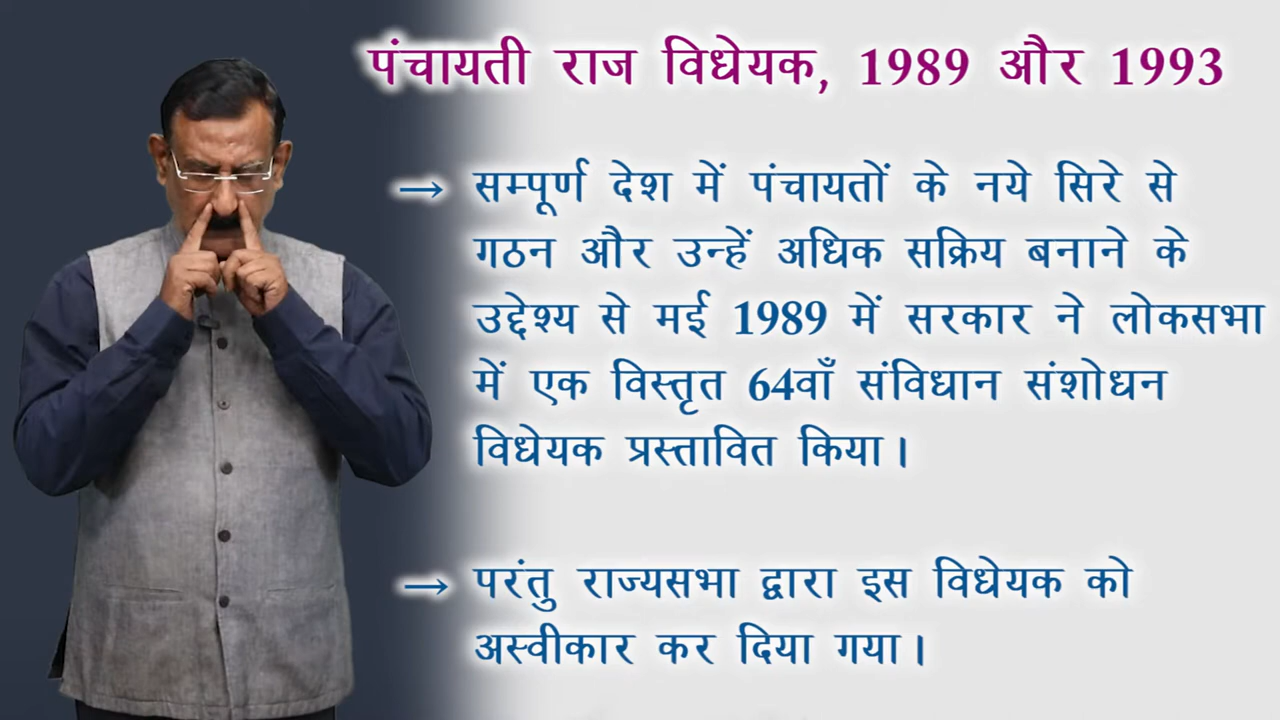 पंचायती राज विधेयक, 1989 और 1993
→ सम्पूर्ण देश में पंचायतों के नये सिरे से
गठन और उन्हें अधिक सक्रिय बनाने के
उद्देश्य से मई 1989 में सरकार ने लोकसभा
में एक विस्तृत 64वाँ संविधान संशोधन
विधेयक प्रस्तावित किया।
→ परंतु राज्यसभा द्वारा इस विधेयक को
अस्वीकार कर दिया गया।